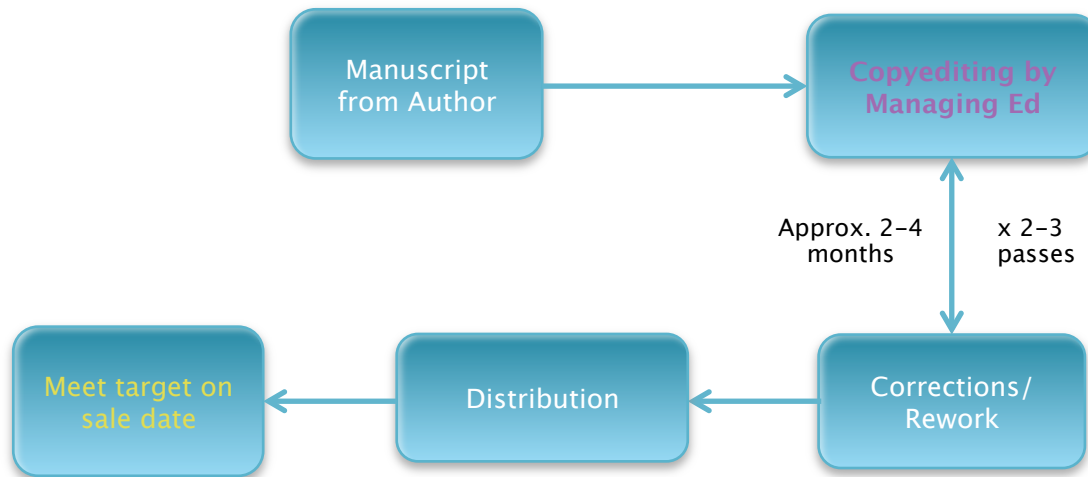 Manuscript
from Author
Copyediting by
Managing Ed
Approx. 2–4
months
x 2–3
passes
Corrections/
Rework
Distribution
Meet target on
sale date